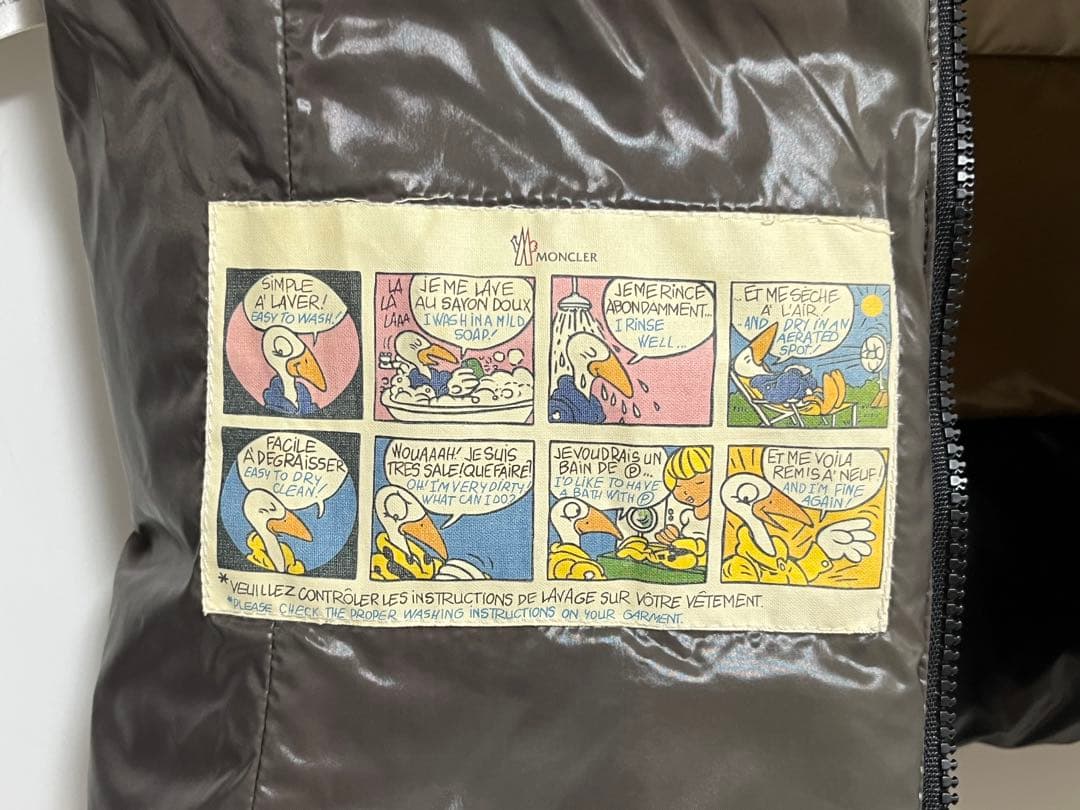 MONCLER
SIMPLE
A' LAVER!
EASY TO WASH!
LA
LA
LAAA
JE ME LAVE
AU SAYON DOUX
I WASH IN A MILD
SOAP!
JE ME RINCE
ABONDAMMENT...
I RINSE
WELL...
...ET ME SÈCHE
A' L'AIR!
...AND DRY IN AN
AERATED
SPOT!
FACILE
A' DEGRAISSER
EASY TO DRY
CLEAN!
WOUAAAH! JE SUIS
TRES SALE! QUE FAIRE?
OH! I'M VERY DIRTY!
WHAT CAN I DO?
JE VOUDRAIS UN
BAIN DE Ⓟ...
I'D LIKE TO HAVE
A BATH WITH Ⓟ
ET ME VOILA
REMIS A' NEUF!
AND I'M FINE
AGAIN!
*VEUILLEZ CONTRÔLER LES INSTRUCTIONS DE LAVAGE SUR VÔTRE VÊTEMENT.
*PLEASE CHECK THE PROPER WASHING INSTRUCTIONS ON YOUR GARMENT.